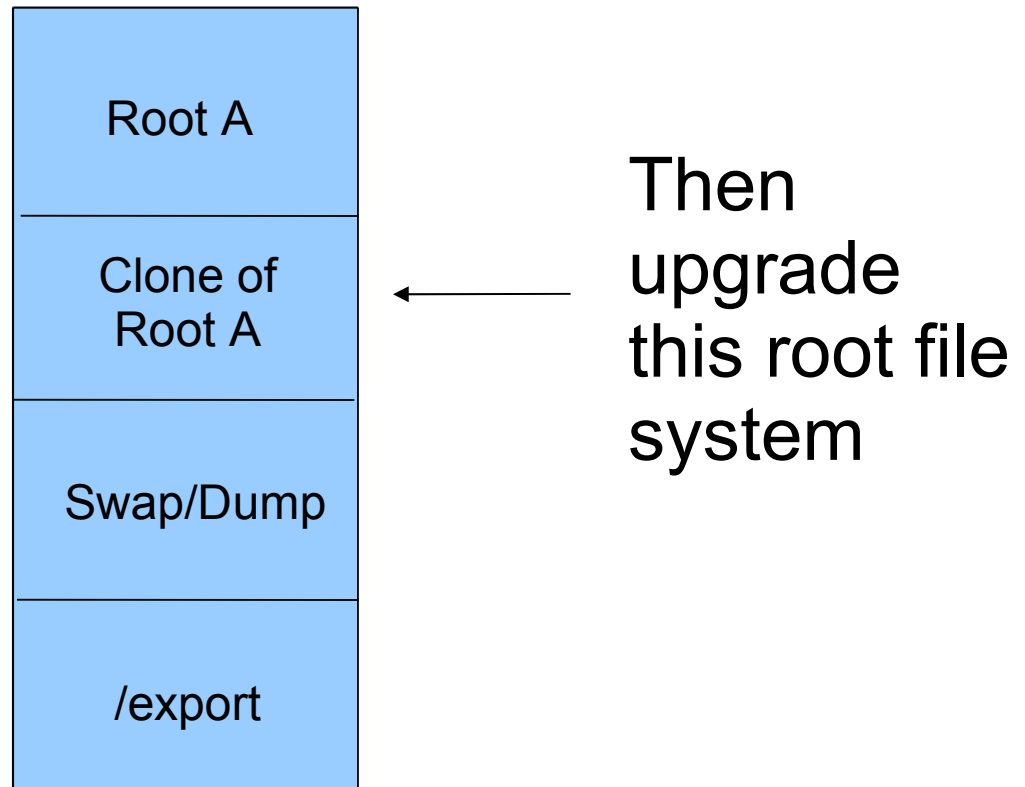 Root A
Clone of
Root A
Swap/Dump
/export
Then
upgrade
this root file
system